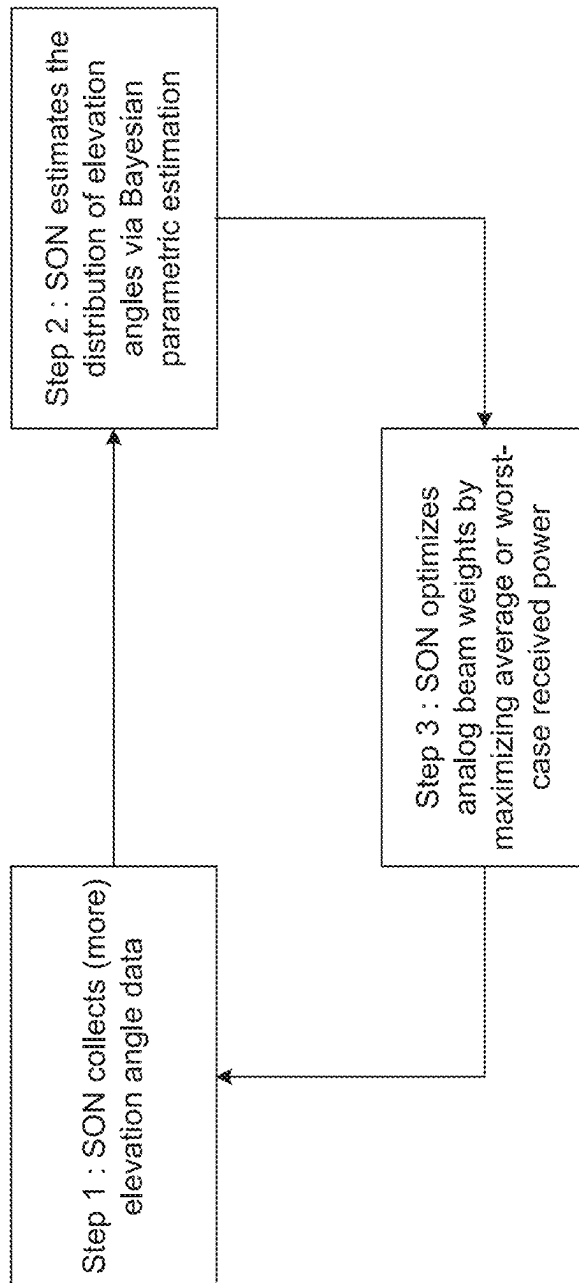 Step 1 : SON collects (more)
elevation angle data
Step 2 : SON estimates the
distribution of elevation
angles via Bayesian
parametric estimation
Step 3 : SON optimizes
analog beam weights by
maximizing average or worst-
case received power